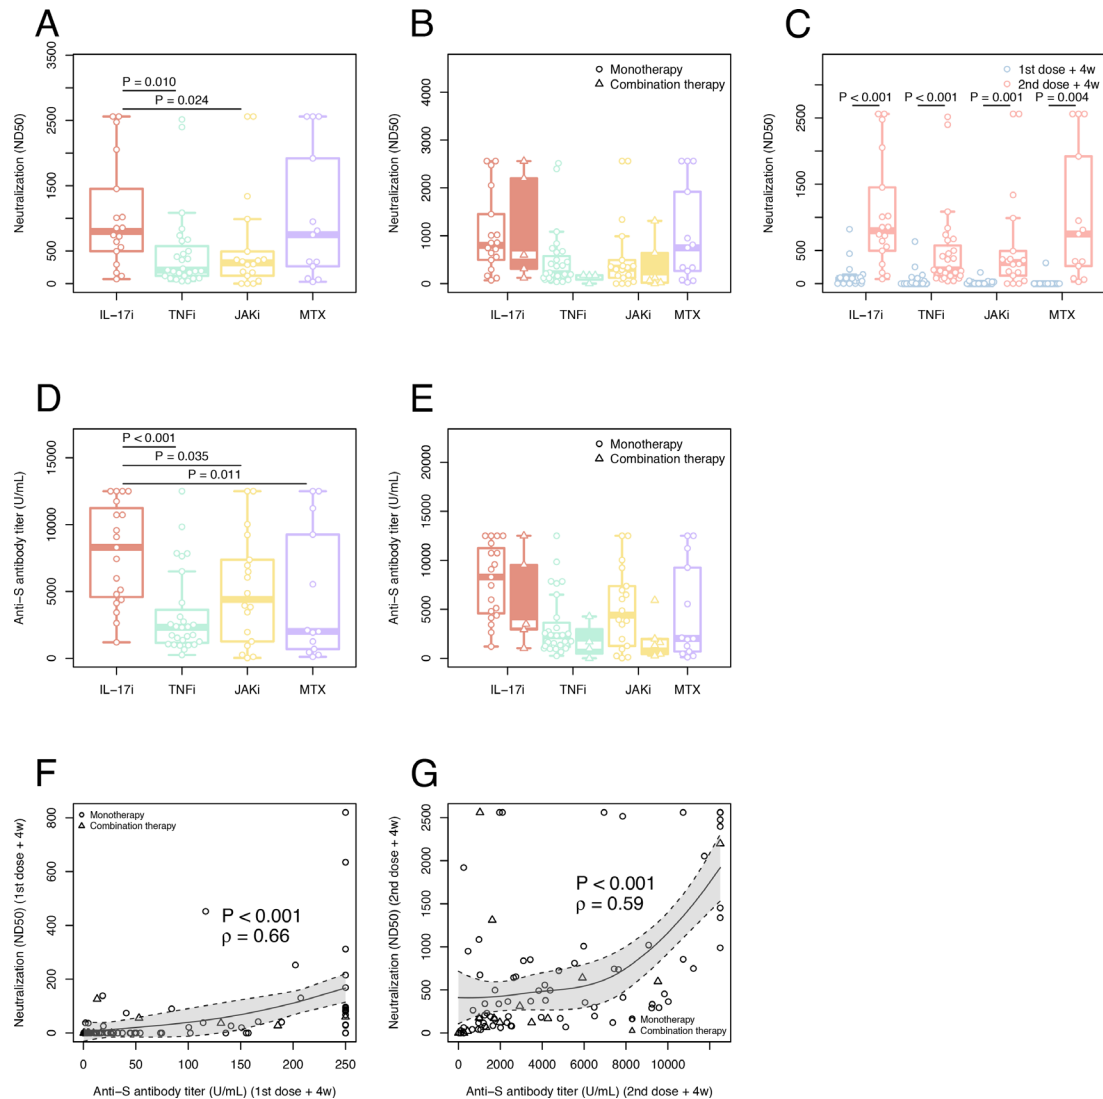 A
Neutralization (ND50)
0
500
1500
2500
3500
P = 0.010
P = 0.024
IL−17i
TNFi
JAKi
MTX
B
Neutralization (ND50)
0
1000
2000
3000
4000
Monotherapy
Combination therapy
IL−17i
TNFi
JAKi
MTX
C
Neutralization (ND50)
0
500
1500
2500
1st dose + 4w
2nd dose + 4w
P < 0.001
P < 0.001
P = 0.001
P = 0.004
IL−17i
TNFi
JAKi
MTX
D
Anti−S antibody titer (U/mL)
0
5000
10000
15000
P < 0.001
P = 0.035
P = 0.011
IL−17i
TNFi
JAKi
MTX
E
Anti−S antibody titer (U/mL)
0
5000
10000
15000
20000
Monotherapy
Combination therapy
IL−17i
TNFi
JAKi
MTX
F
Neutralization (ND50) (1st dose + 4w)
0
200
400
600
800
Monotherapy
Combination therapy
P < 0.001
ρ = 0.66
0
50
100
150
200
250
Anti−S antibody titer (U/mL) (1st dose + 4w)
G
Neutralization (ND50) (2nd dose + 4w)
0
500
1000
1500
2000
2500
P < 0.001
ρ = 0.59
Monotherapy
Combination therapy
0
2000
4000
6000
8000
10000
Anti−S antibody titer (U/mL) (2nd dose + 4w)